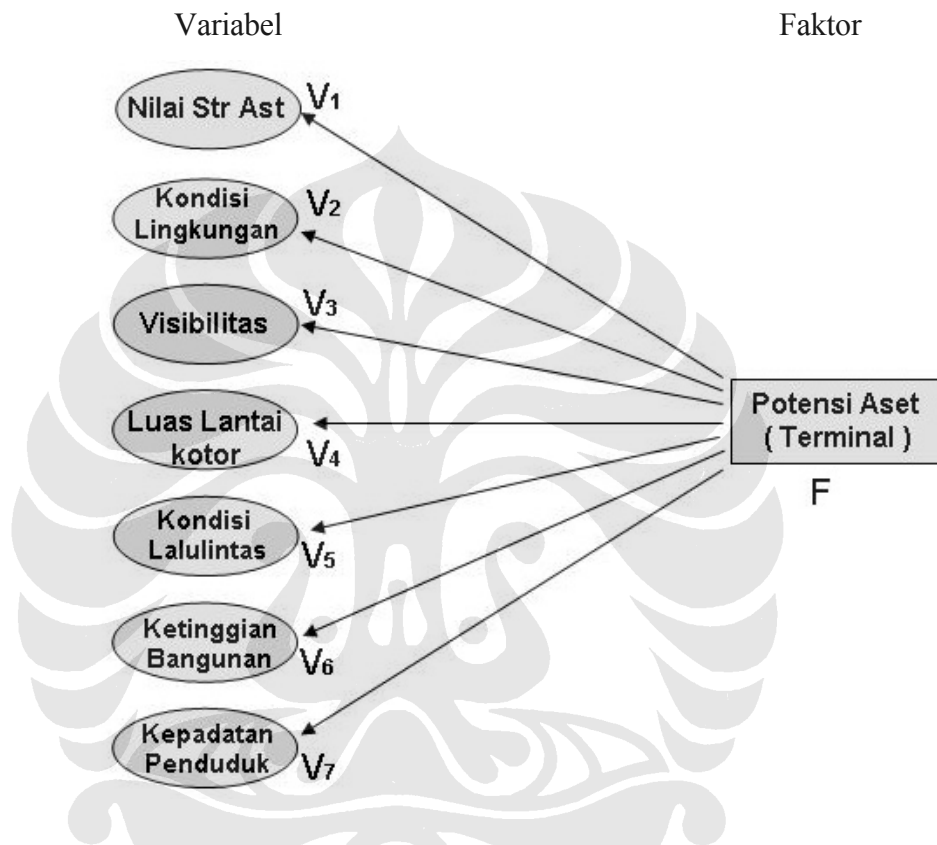 Variabel Faktor
Nilai Str Ast V1
Kondisi
Lingkungan
V2
Visibilitas
V3
Luas Lantai
kotor
V4
Kondisi
Lalulintas
V5
Ketinggian
Bangunan
V6
Kepadatan
Penduduk
V7
Potensi Aset
( Terminal )
F